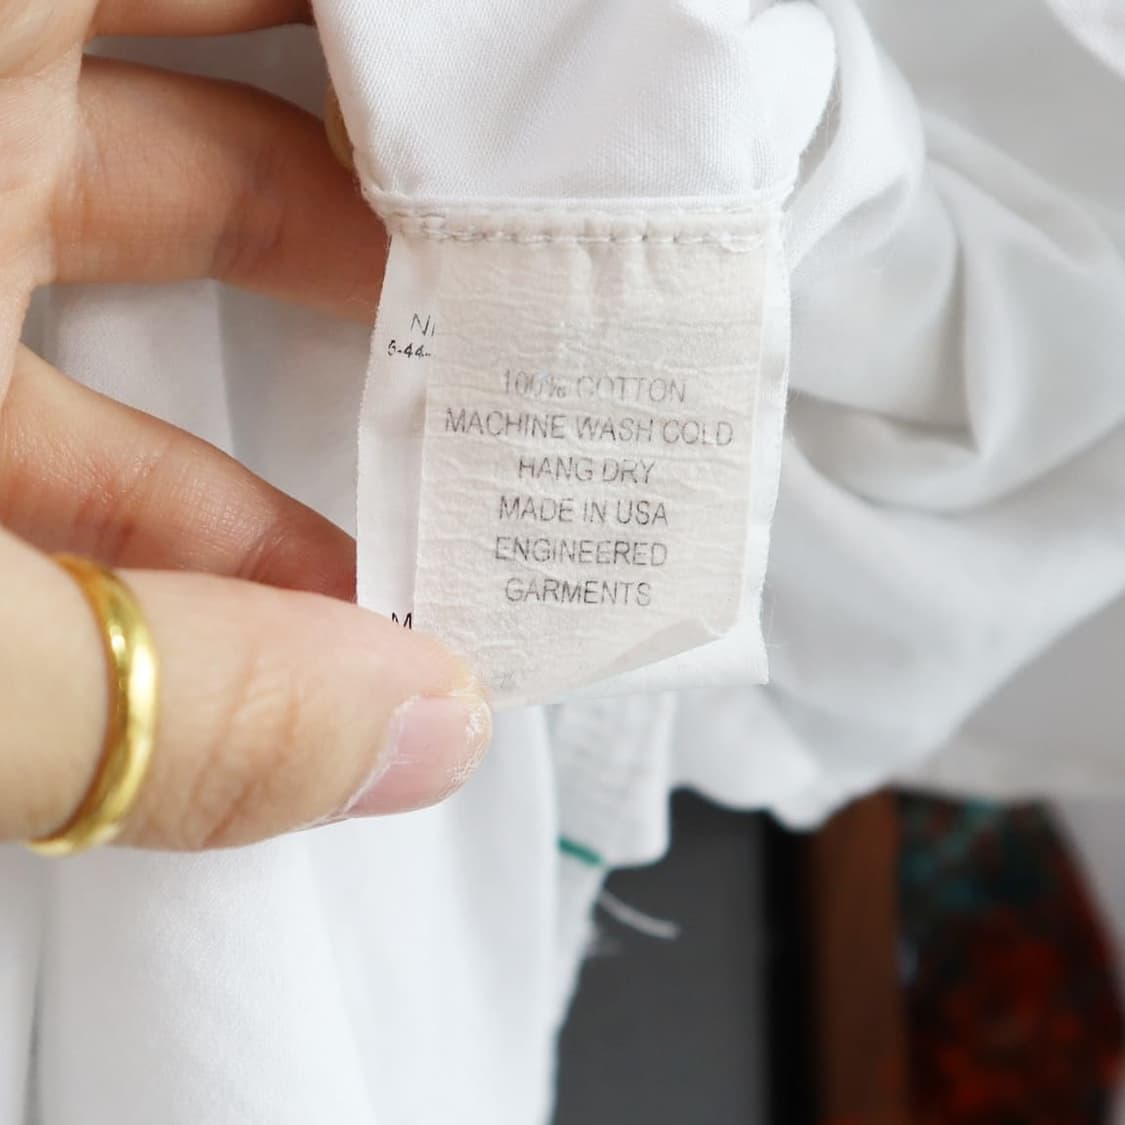 100% COTTON
MACHINE WASH COLD
HANG DRY
MADE IN USA
ENGINEERED
GARMENTS
M